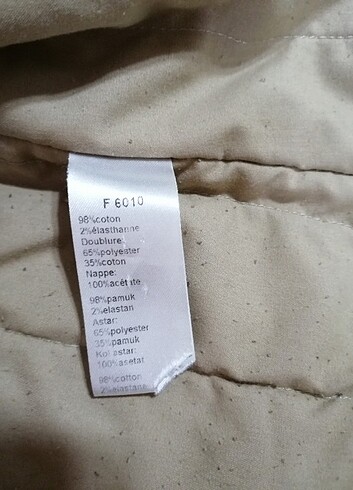 F 6010
98%coton
2%élasthanne
Doublure:
65%polyester
35%coton
Nappe:
100%acétate
98%pamuk
2%elastan
Astar:
65%polyester
35%pamuk
Kol astar:
100%asetat
98%cotton
2%elastane